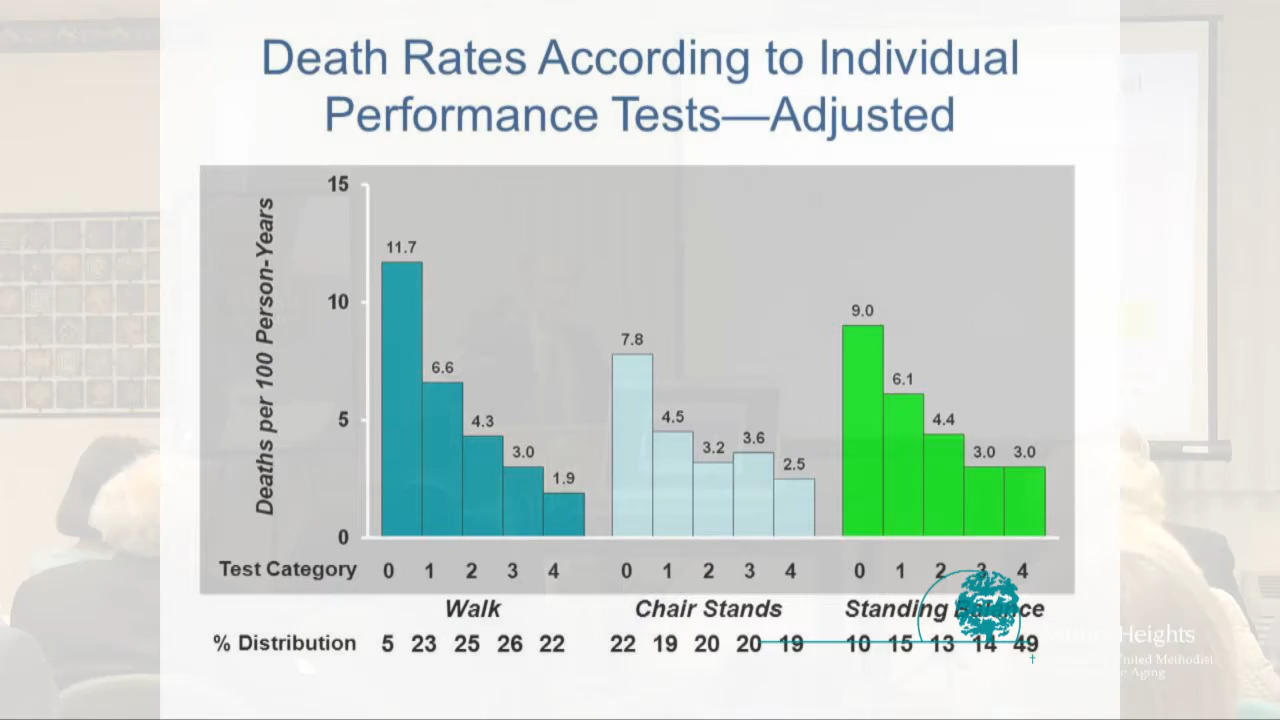 Death Rates According to Individual
Performance Tests—Adjusted
Deaths per 100 Person-Years
15
10
5
0
11.7
6.6
4.3
3.0
1.9
7.8
4.5
3.2
3.6
2.5
9.0
6.1
4.4
3.0
3.0
Test Category 0 1 2 3 4 0 1 2 3 4 0 1 2 3 4
Walk Chair Stands Standing Balance
% Distribution 5 23 25 26 22 22 19 20 20 19 10 15 13 14 49
Heights
United Methodist
Aging